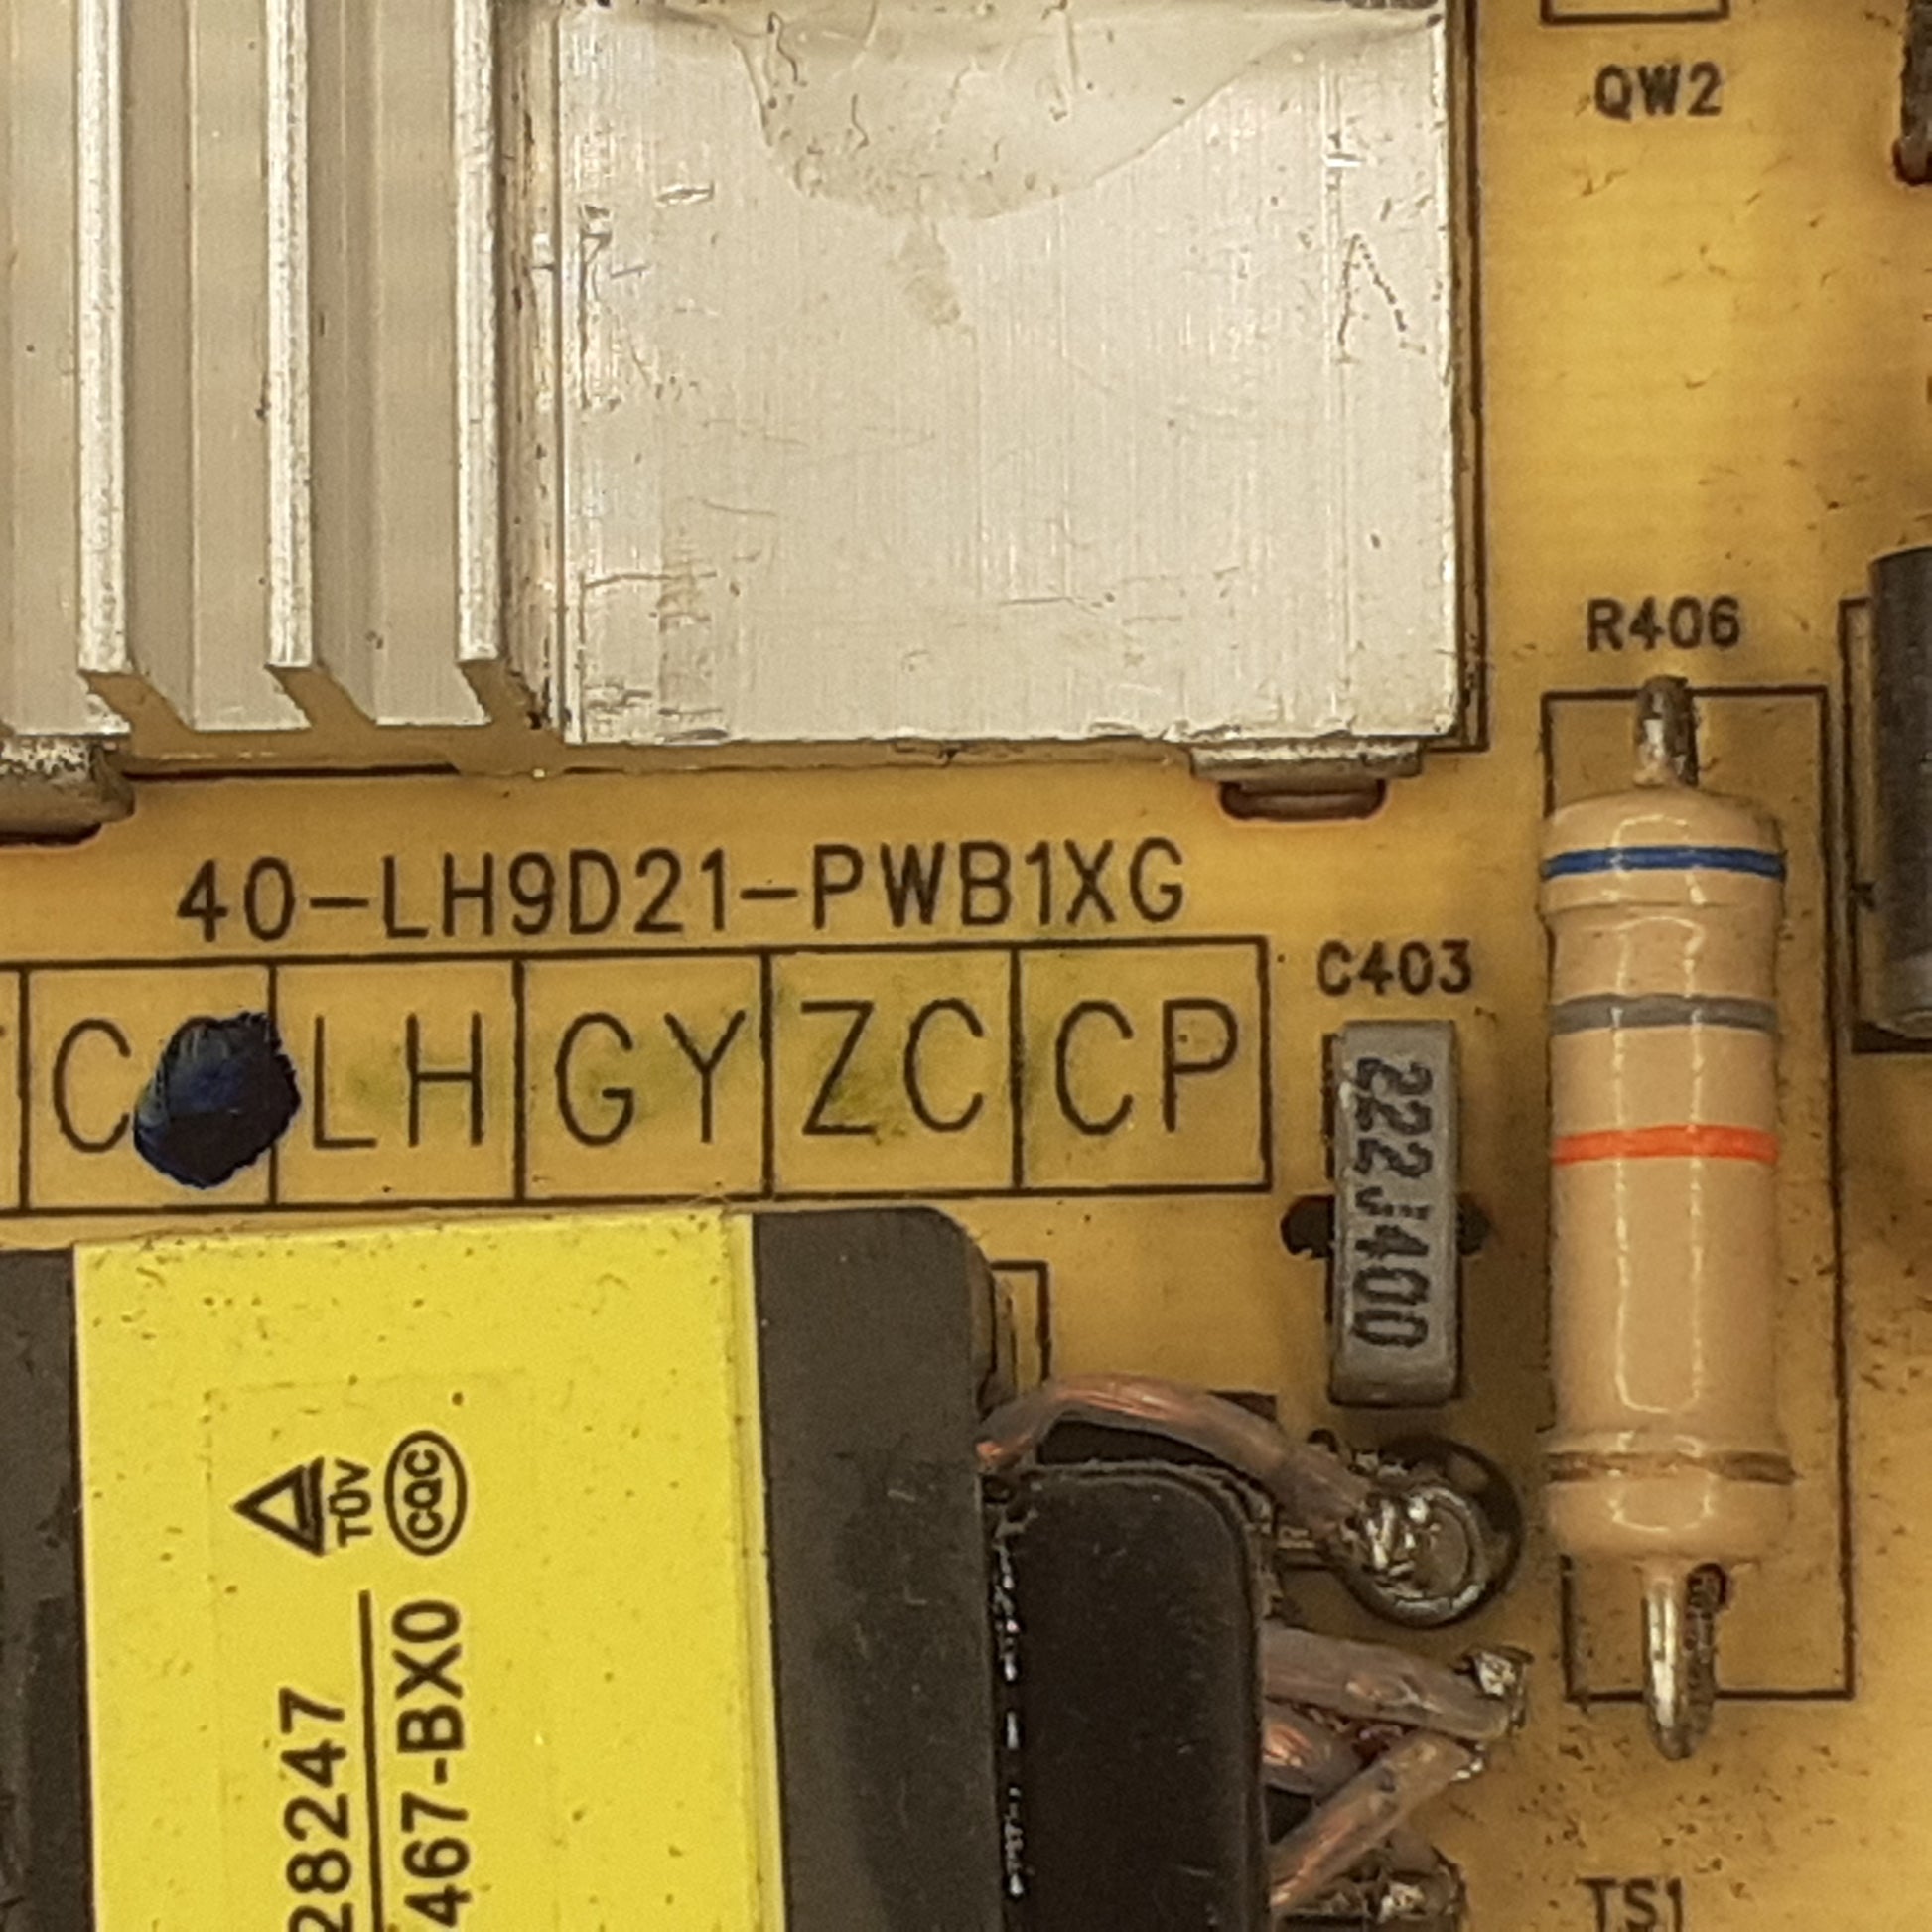 QW2
R406
40-LH9D21-PWB1XG
C403
LH GY ZC CP
222J400
TÜV
CQC
28247
467-BX0
TS1